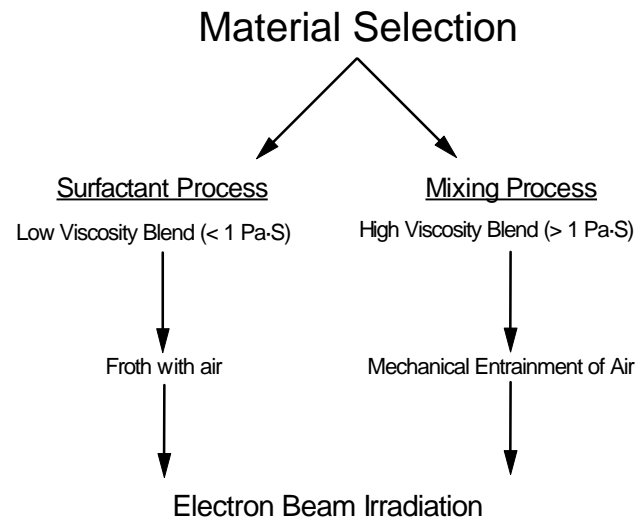 Material Selection
Surfactant Process
Mixing Process
Low Viscosity Blend (< 1 Pa·S)
High Viscosity Blend (> 1 Pa·S)
Froth with air
Mechanical Entrainment of Air
Electron Beam Irradiation